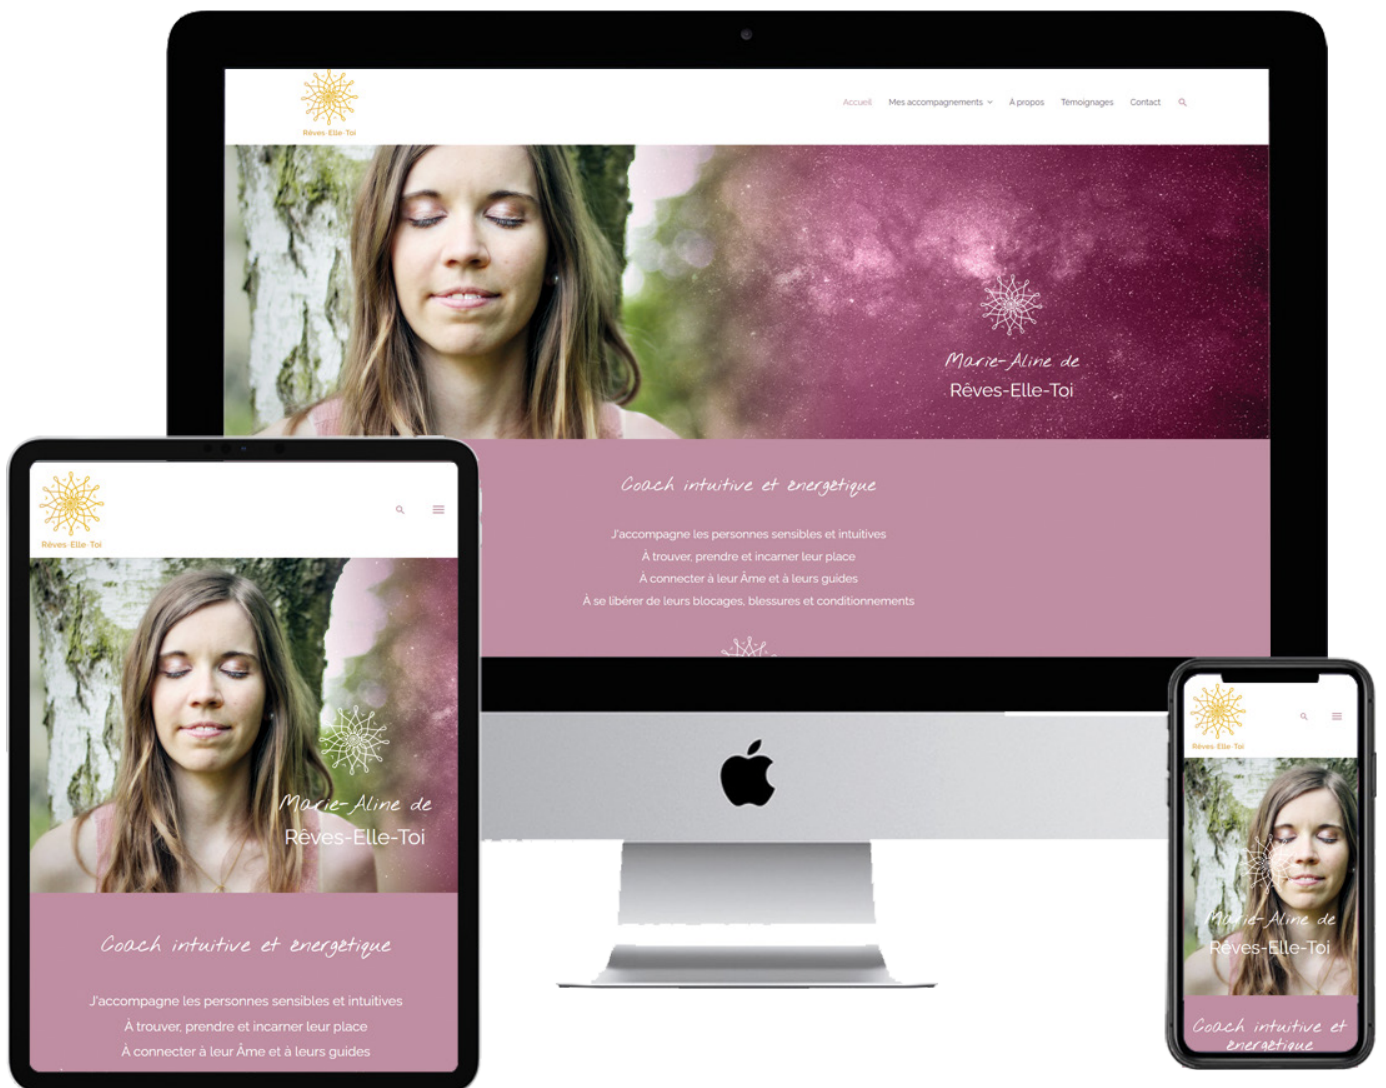 Rêves-Elle-Toi
Accueil Mes accompagnements À propos Témoignages Contact
Marie-Aline de
Rêves-Elle-Toi
Coach intuitive et énergétique
J'accompagne les personnes sensibles et intuitives
À trouver, prendre et incarner leur place
À connecter à leur Âme et à leurs guides
À se libérer de leurs blocages, blessures et conditionnements
Rêves-Elle-Toi
Marie-Aline de
Rêves-Elle-Toi
Coach intuitive et énergétique
J'accompagne les personnes sensibles et intuitives
À trouver, prendre et incarner leur place
À connecter à leur Âme et à leurs guides
Rêves-Elle-Toi
Marie-Aline de
Rêves-Elle-Toi
Coach intuitive et
énergétique